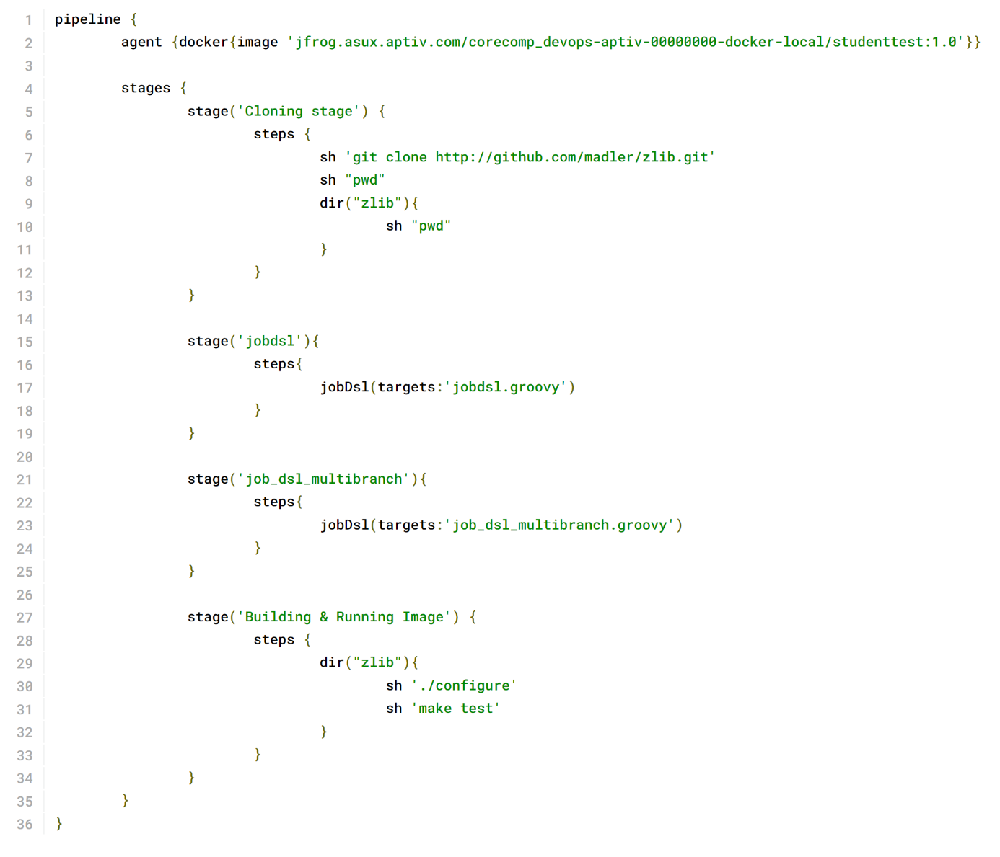 1 pipeline {
2 agent {docker{image 'jfrog.asux.aptiv.com/corecomp_devops-aptiv-00000000-docker-local/studenttest:1.0'}}
3
4 stages {
5 stage('Cloning stage') {
6 steps {
7 sh 'git clone http://github.com/madler/zlib.git'
8 sh "pwd"
9 dir("zlib"){
10 sh "pwd"
11 }
12 }
13 }
14
15 stage('jobdsl'){
16 steps{
17 jobDsl(targets:'jobdsl.groovy')
18 }
19 }
20
21 stage('job_dsl_multibranch'){
22 steps{
23 jobDsl(targets:'job_dsl_multibranch.groovy')
24 }
25 }
26
27 stage('Building & Running Image') {
28 steps {
29 dir("zlib"){
30 sh './configure'
31 sh 'make test'
32 }
33 }
34 }
35 }
36 }